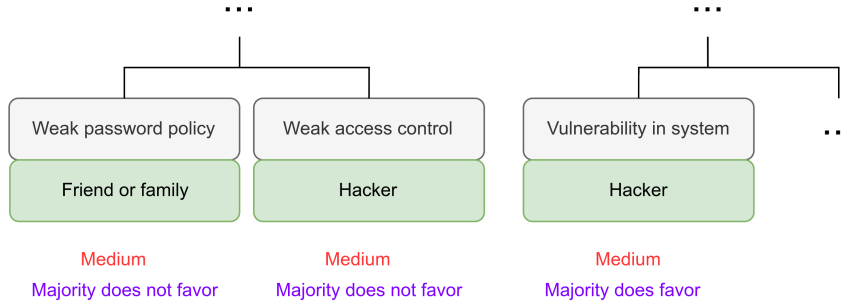 ... ...
Weak password policy Weak access control Vulnerability in system
..
Friend or family Hacker Hacker
Medium Medium Medium
Majority does not favor Majority does not favor Majority does favor